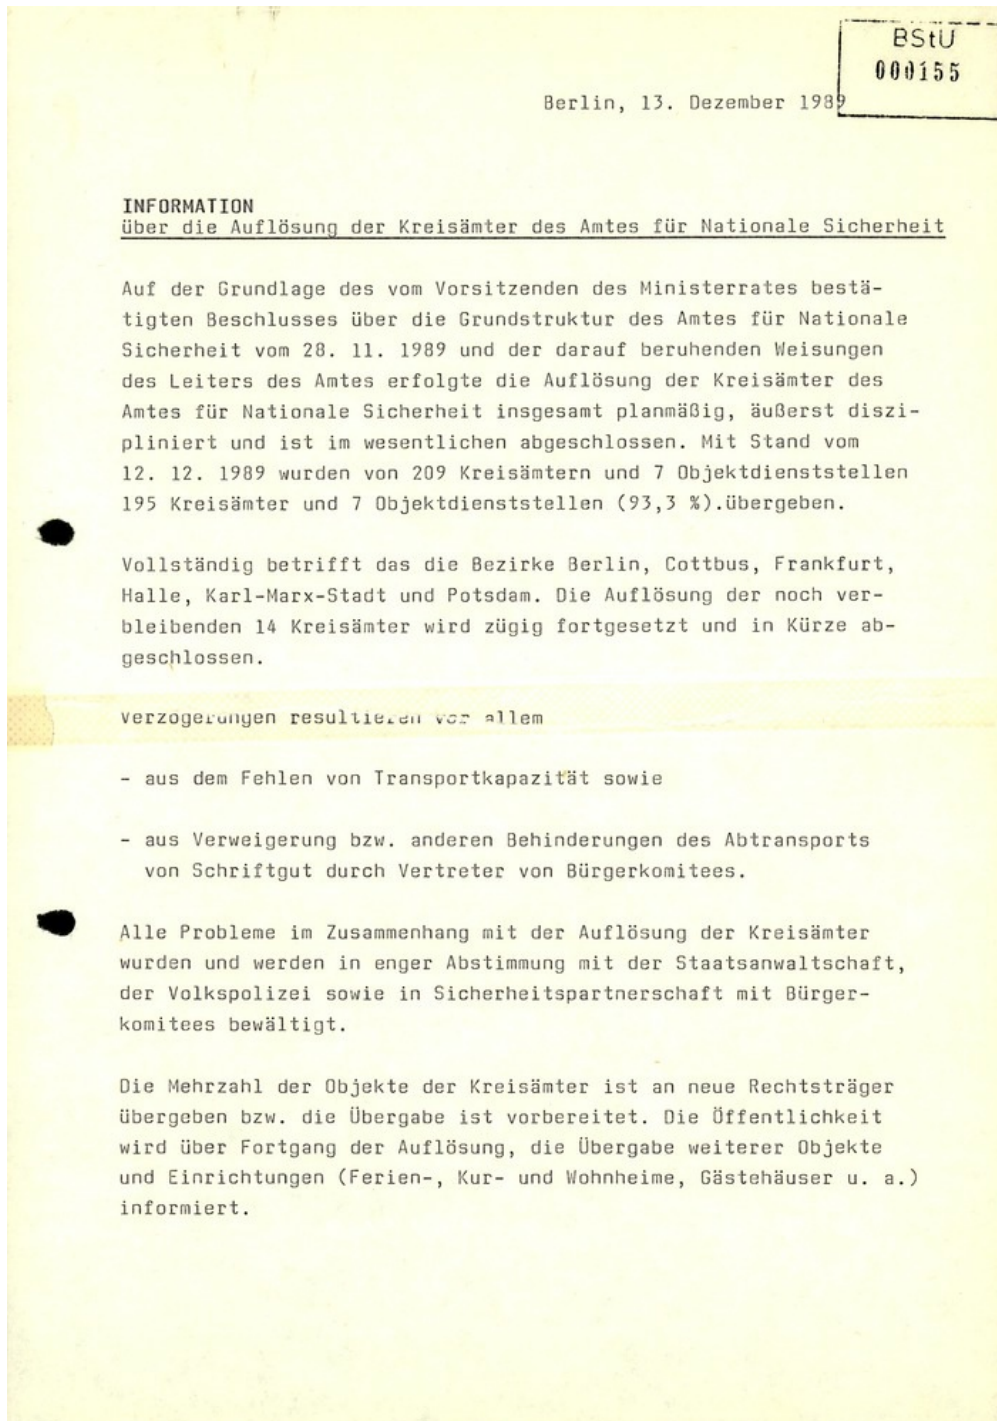 BStU
000155
Berlin, 13. Dezember 1989
INFORMATION
über die Auflösung der Kreisämter des Amtes für Nationale Sicherheit
Auf der Grundlage des vom Vorsitzenden des Ministerrates bestä-
tigten Beschlusses über die Grundstruktur des Amtes für Nationale
Sicherheit vom 28. 11. 1989 und der darauf beruhenden Weisungen
des Leiters des Amtes erfolgte die Auflösung der Kreisämter des
Amtes für Nationale Sicherheit insgesamt planmäßig, äußerst diszi-
pliniert und ist im wesentlichen abgeschlossen. Mit Stand vom
12. 12. 1989 wurden von 209 Kreisämtern und 7 Objektdienststellen
195 Kreisämter und 7 Objektdienststellen (93,3 %).übergeben.
Vollständig betrifft das die Bezirke Berlin, Cottbus, Frankfurt,
Halle, Karl-Marx-Stadt und Potsdam. Die Auflösung der noch ver-
bleibenden 14 Kreisämter wird zügig fortgesetzt und in Kürze ab-
geschlossen.
Verzögerungen resultieren vor allem
- aus dem Fehlen von Transportkapazität sowie
- aus Verweigerung bzw. anderen Behinderungen des Abtransports
von Schriftgut durch Vertreter von Bürgerkomitees.
Alle Probleme im Zusammenhang mit der Auflösung der Kreisämter
wurden und werden in enger Abstimmung mit der Staatsanwaltschaft,
der Volkspolizei sowie in Sicherheitspartnerschaft mit Bürger-
komitees bewältigt.
Die Mehrzahl der Objekte der Kreisämter ist an neue Rechtsträger
übergeben bzw. die Übergabe ist vorbereitet. Die Öffentlichkeit
wird über Fortgang der Auflösung, die Übergabe weiterer Objekte
und Einrichtungen (Ferien-, Kur- und Wohnheime, Gästehäuser u. a.)
informiert.